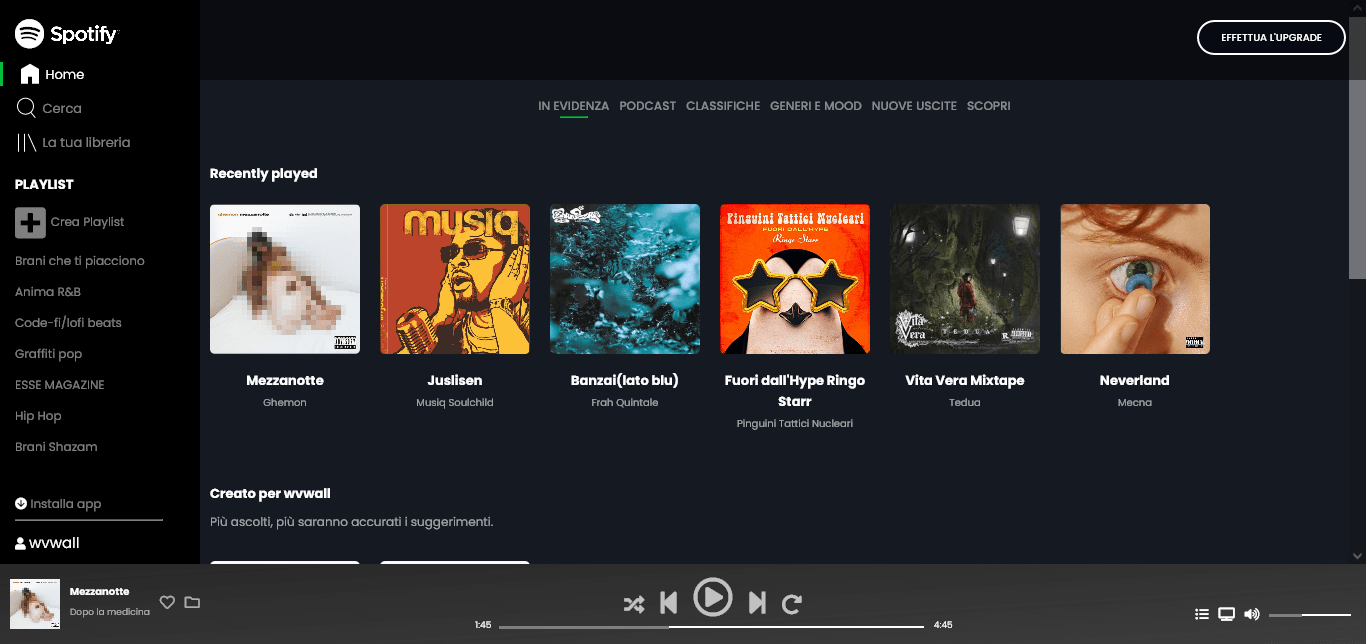 Spotify
EFFETTUA L'UPGRADE
Home
Cerca
La tua libreria
PLAYLIST
Crea Playlist
Brani che ti piacciono
Anima R&B
Code-fi/lofi beats
Graffiti pop
ESSE MAGAZINE
Hip Hop
Brani Shazam
Installa app
wvwall
IN EVIDENZA PODCAST CLASSIFICHE GENERI E MOOD NUOVE USCITE SCOPRI
Recently played
ghemon mezzanotte
musiq
Pinguini Tattici Nucleari
FUORI DALL'HYPE
Ringo Starr
Vita Vera
TEDUA
Mezzanotte
Ghemon
Juslisen
Musiq Soulchild
Banzai(lato blu)
Frah Quintale
Fuori dall'Hype Ringo
Starr
Pinguini Tattici Nucleari
Vita Vera Mixtape
Tedua
Neverland
Mecna
Creato per wvwall
Più ascolti, più saranno accurati i suggerimenti.
Mezzanotte
Dopo la medicina
1:45
4:45